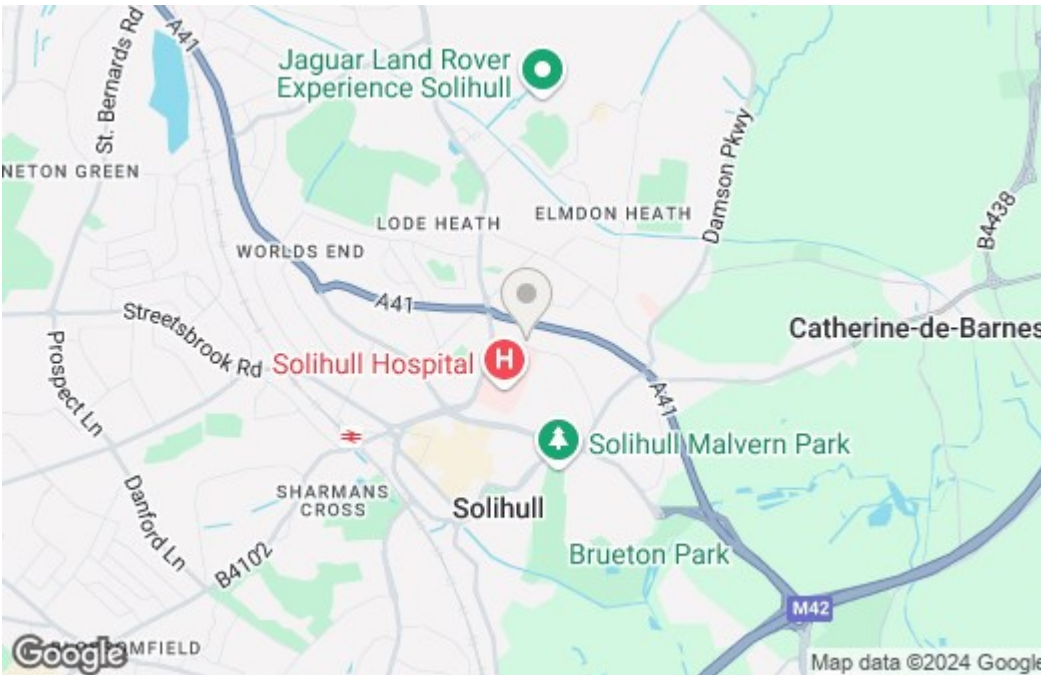 St. Bernards Rd
A41
Jaguar Land Rover
Experience Solihull
NETON GREEN
LODE HEATH
ELMDON HEATH
Damson Pkwy
B4438
WORLDS END
A41
Streetsbrook Rd
Catherine-de-Barnes
Prospect Ln
Solihull Hospital
H
A41
Solihull Malvern Park
SHARMANS
CROSS
Solihull
Danford Ln
B4102
Brueton Park
M42
OMFIELD
Google
Map data ©2024 Google